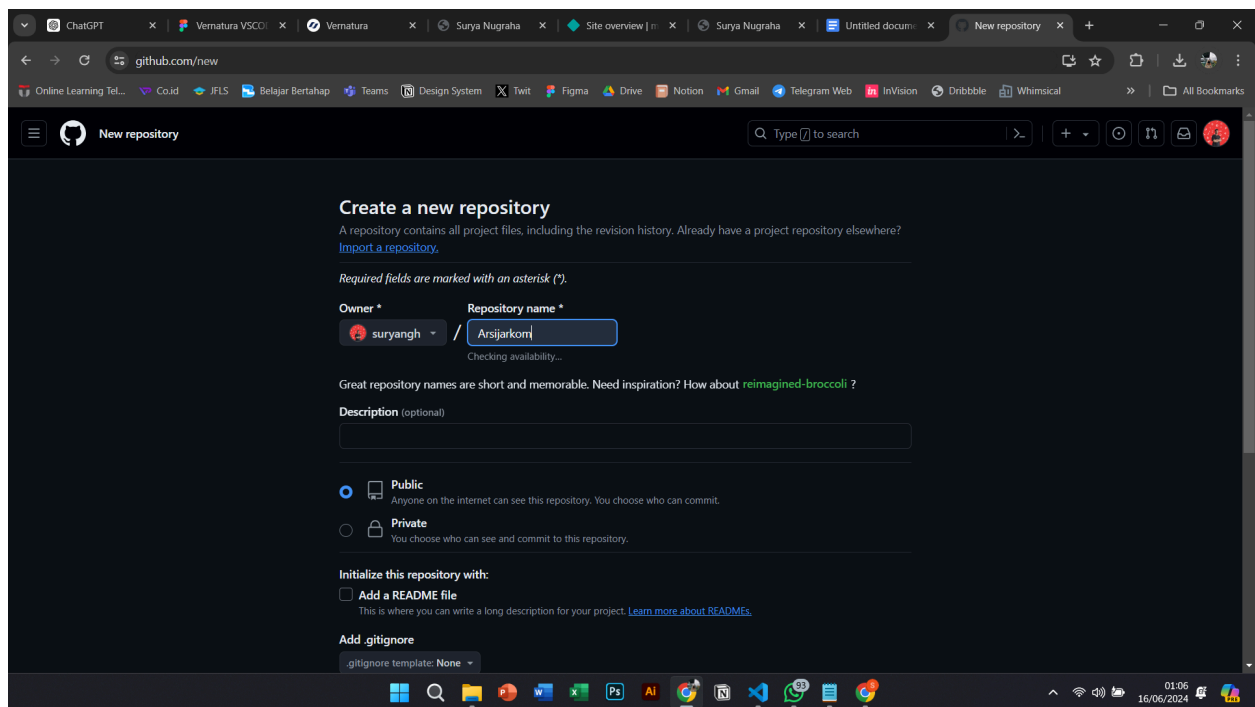 ChatGPT
Vernatura VSCO
Vernatura
Surya Nugraha
Site overview | m
Surya Nugraha
Untitled docume
New repository
github.com/new
Online Learning Tel...
Co.id
JFLS
Belajar Bertahap
Teams
Design System
Twit
Figma
Drive
Notion
Gmail
Telegram Web
in InVision
Dribbble
Whimsical
All Bookmarks
New repository
Type / to search
Create a new repository
A repository contains all project files, including the revision history. Already have a project repository elsewhere?
Import a repository.
Required fields are marked with an asterisk (*).
Owner * Repository name *
suryangh / Arsijarkom
Checking availability...
Great repository names are short and memorable. Need inspiration? How about reimagined-broccoli ?
Description (optional)
Public
Anyone on the internet can see this repository. You choose who can commit.
Private
You choose who can see and commit to this repository.
Initialize this repository with:
Add a README file
This is where you can write a long description for your project. Learn more about READMEs.
Add .gitignore
.gitignore template: None
Ps
Ai
93
01:06
16/06/2024
PRE